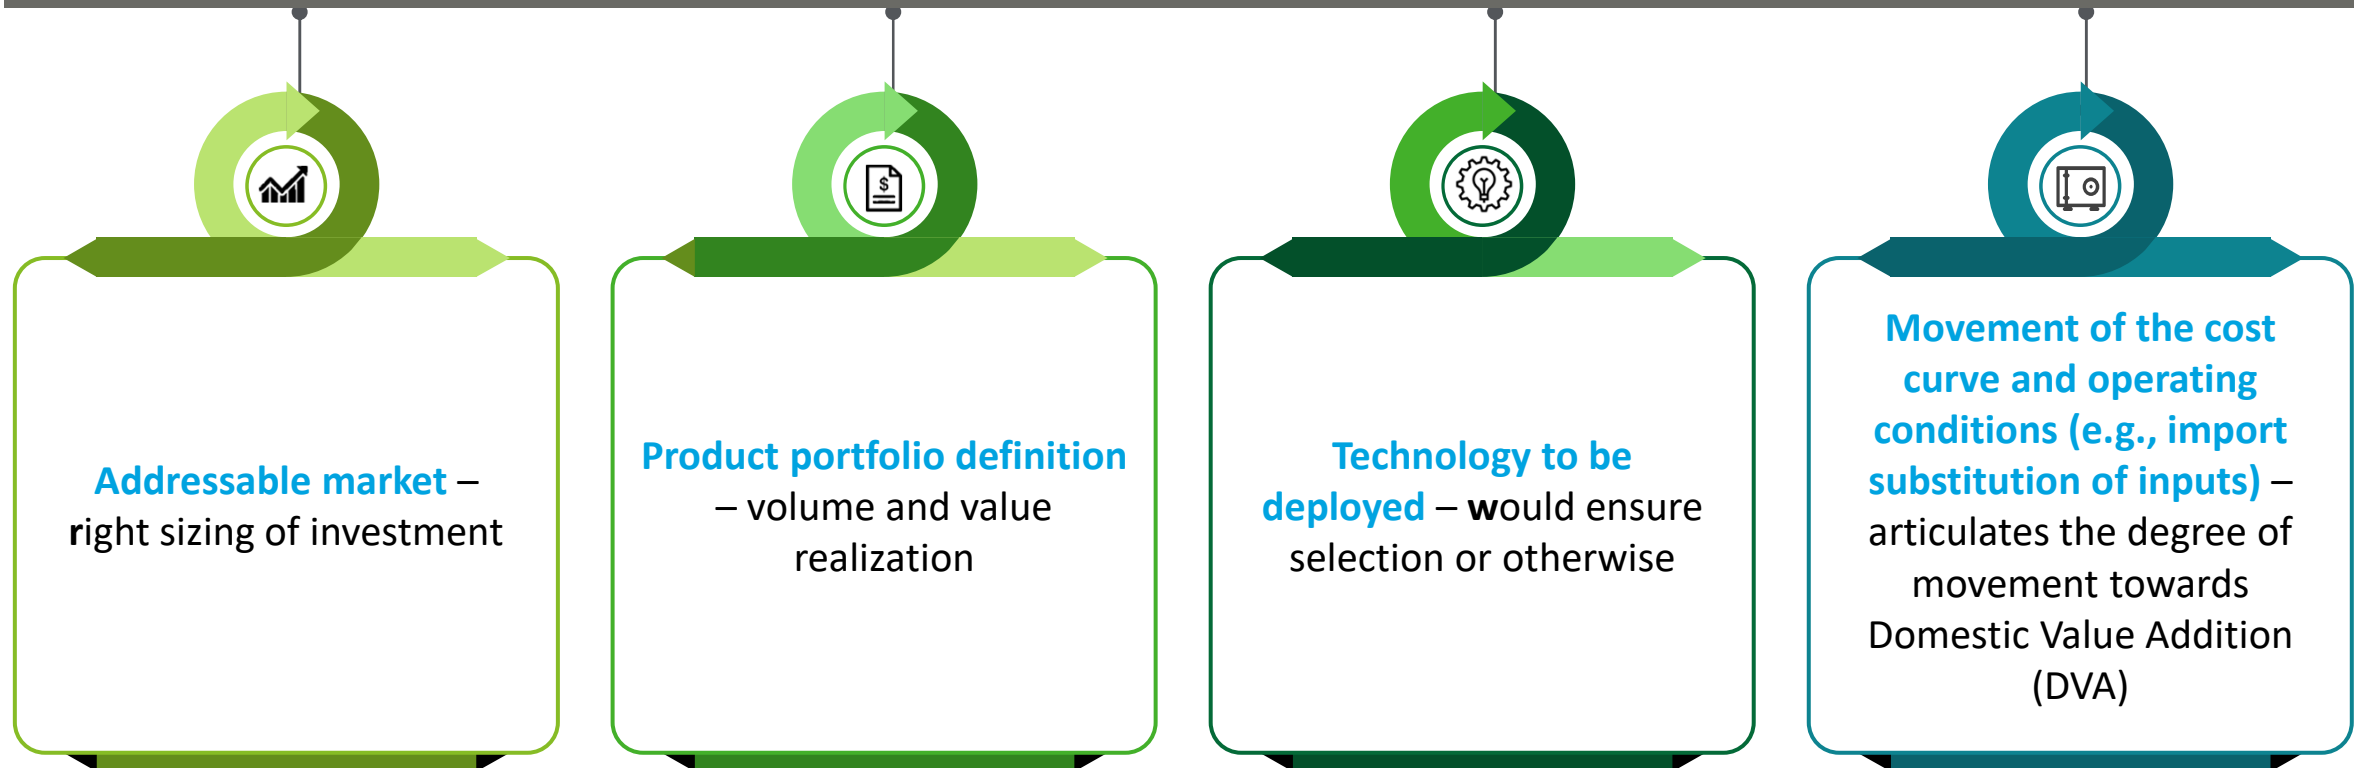 Addressable market –
right sizing of investment
Product portfolio definition
– volume and value
realization
Technology to be
deployed – would ensure
selection or otherwise
Movement of the cost
curve and operating
conditions (e.g., import
substitution of inputs) –
articulates the degree of
movement towards
Domestic Value Addition
(DVA)
$